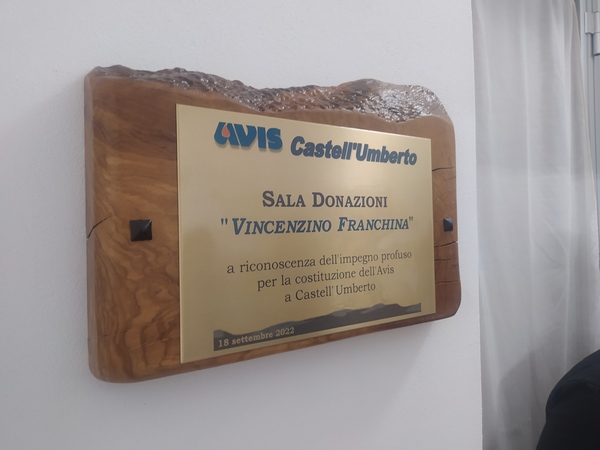 AVIS Castell'Umberto
SALA DONAZIONI
"VINCENZINO FRANCHINA"
a riconoscenza dell'impegno profuso
per la costituzione dell'Avis
a Castell'Umberto
18 settembre 2022